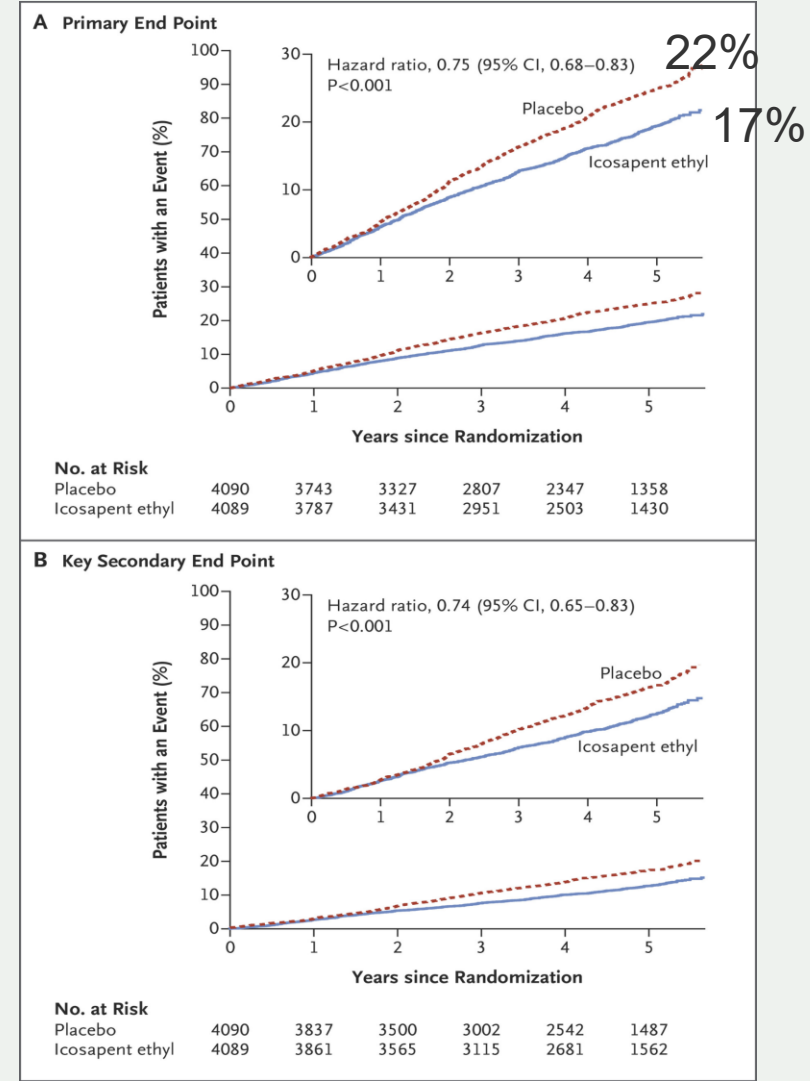 A Primary End Point
22%
17%
Patients with an Event (%)
100
90
80
70
60
50
40
30
20
10
0
30
20
10
0
Hazard ratio, 0.75 (95% CI, 0.68–0.83)
P<0.001
Placebo
Icosapent ethyl
0 1 2 3 4 5
0 1 2 3 4 5
Years since Randomization
No. at Risk
Placebo 4090 3743 3327 2807 2347 1358
Icosapent ethyl 4089 3787 3431 2951 2503 1430
B Key Secondary End Point
Patients with an Event (%)
100
90
80
70
60
50
40
30
20
10
0
30
20
10
0
Hazard ratio, 0.74 (95% CI, 0.65–0.83)
P<0.001
Placebo
Icosapent ethyl
0 1 2 3 4 5
0 1 2 3 4 5
Years since Randomization
No. at Risk
Placebo 4090 3837 3500 3002 2542 1487
Icosapent ethyl 4089 3861 3565 3115 2681 1562